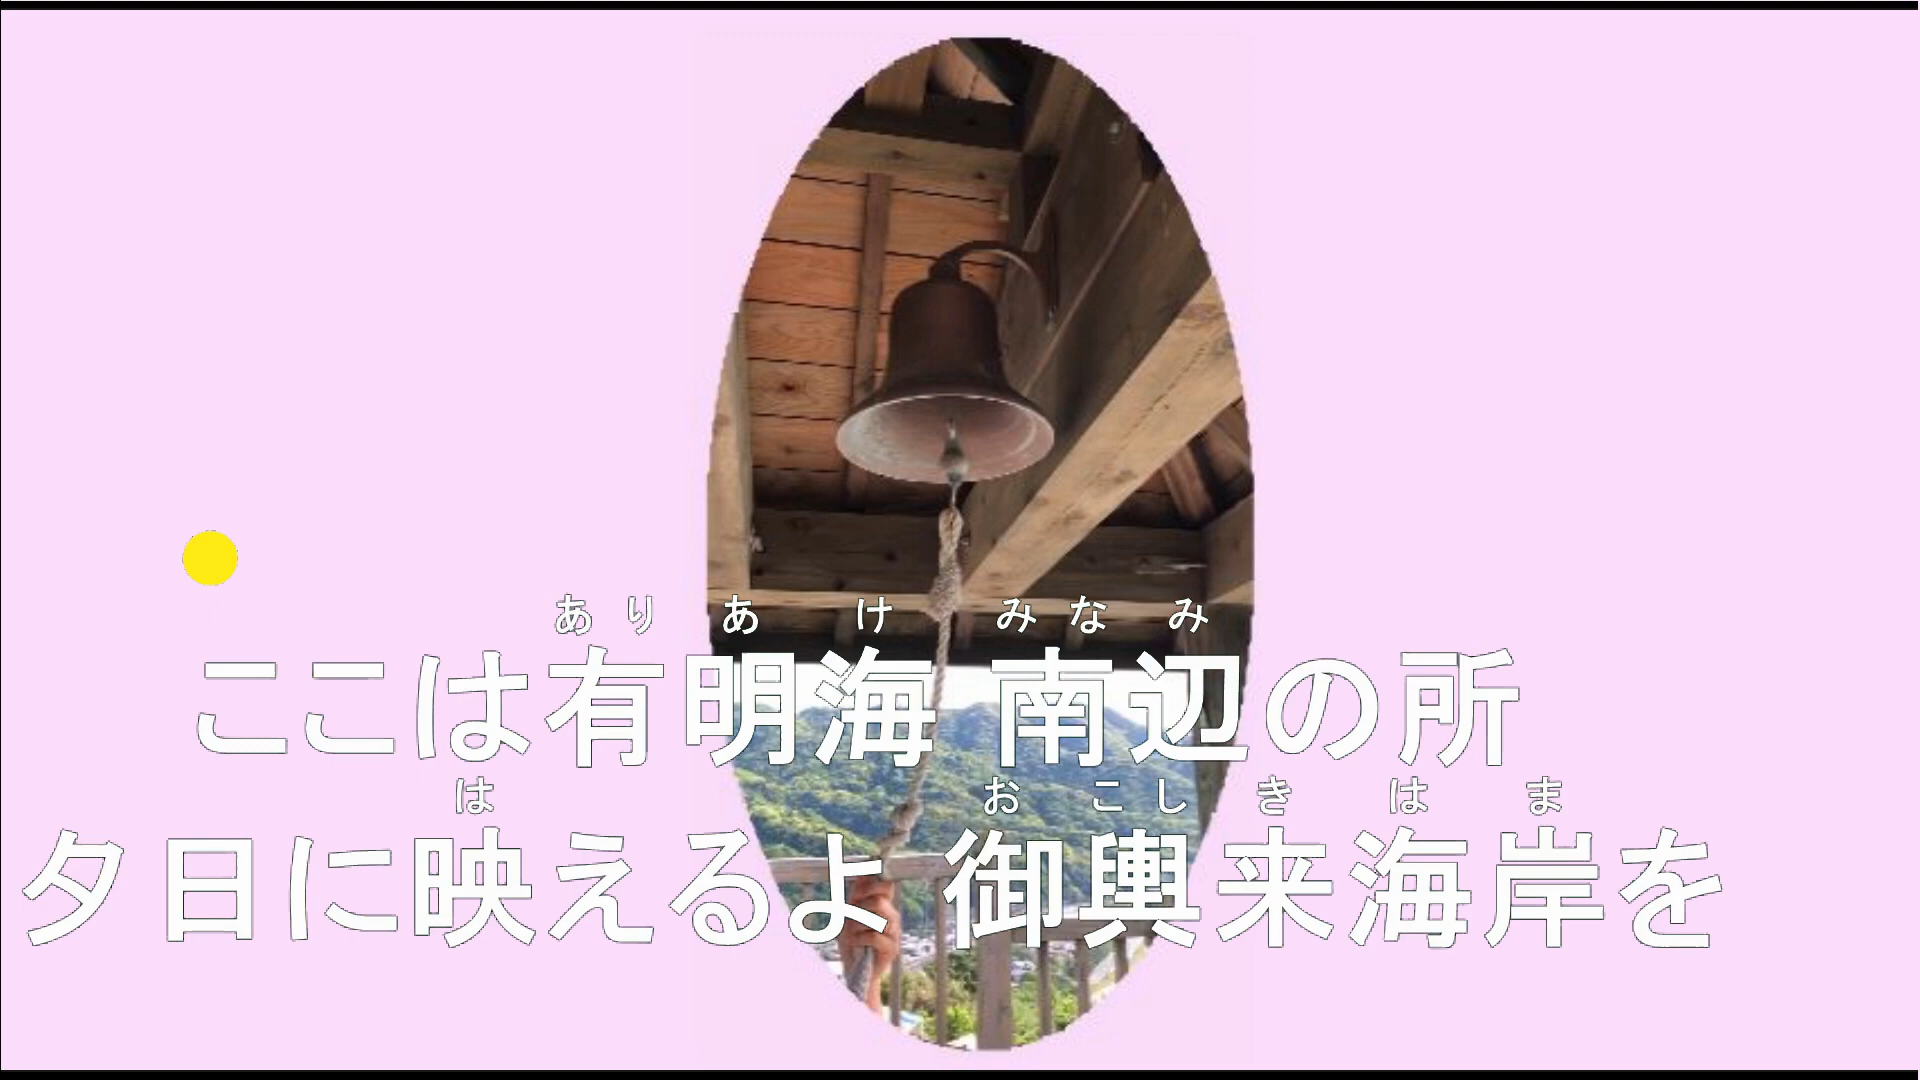 あり あ け みな み
ここは有明海 南辺の所
は お こし き は ま
夕日に映えるよ 御輿来海岸を